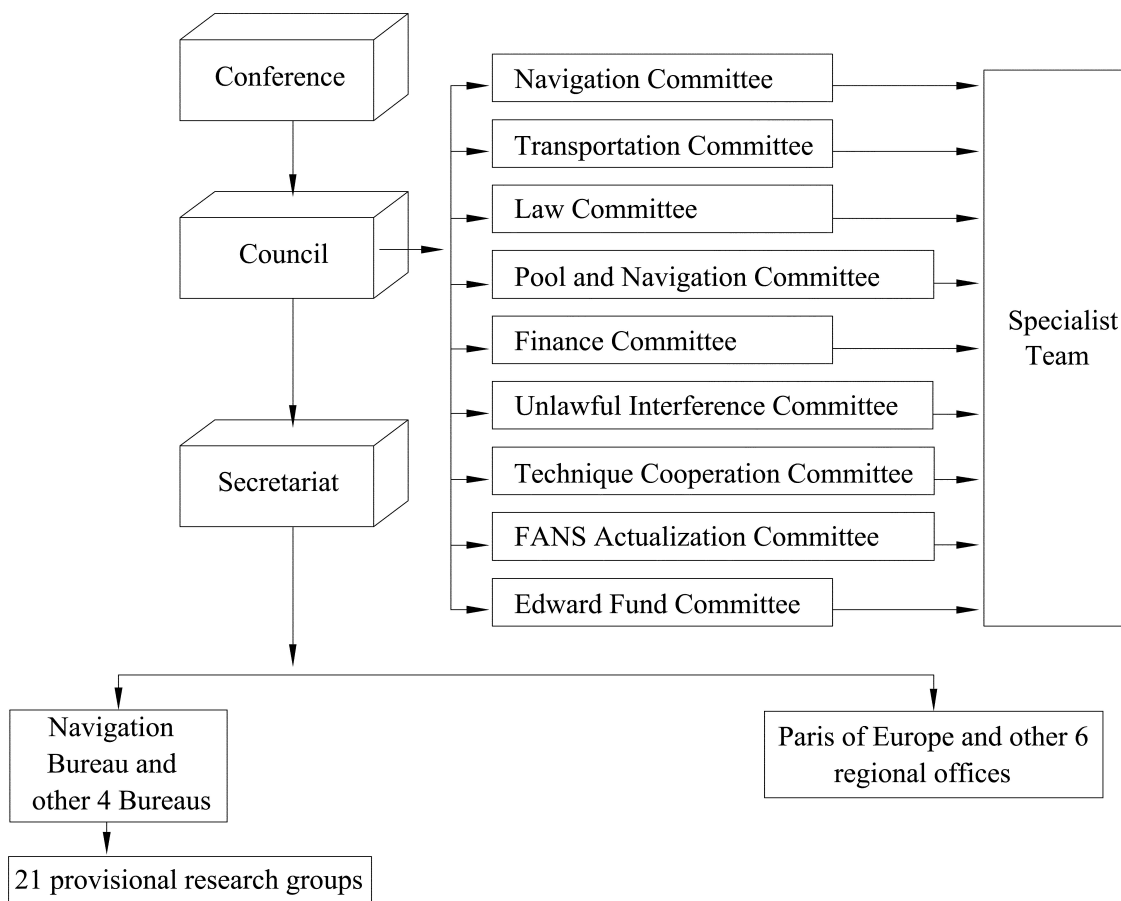 Conference
Council
Secretariat
Navigation Committee
Transportation Committee
Law Committee
Pool and Navigation Committee
Finance Committee
Unlawful Interference Committee
Technique Cooperation Committee
FANS Actualization Committee
Edward Fund Committee
Specialist
Team
Navigation
Bureau and
other 4 Bureaus
Paris of Europe and other 6
regional offices
21 provisional research groups